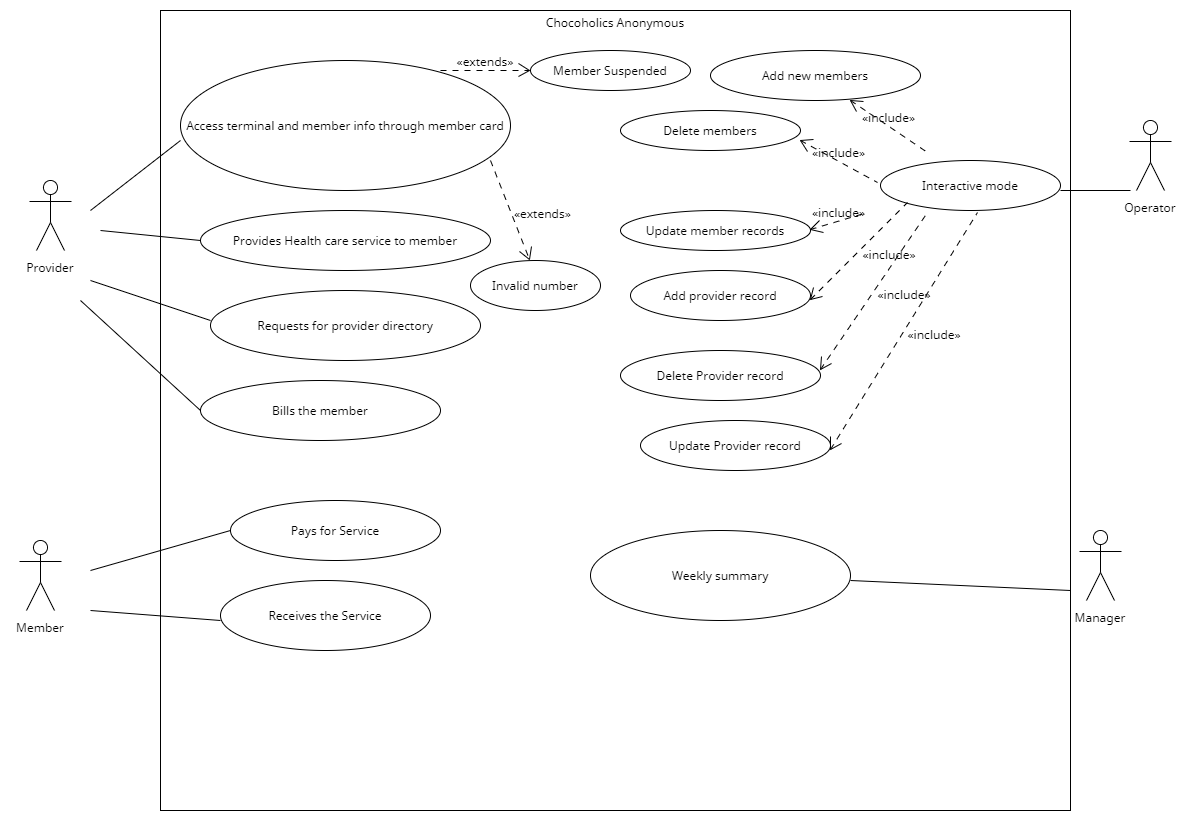 Chocoholics Anonymous
«extends»
Member Suspended
Add new members
Access terminal and member info through member card
Delete members
«include»
«include»
Interactive mode
Operator
Provider
«extends»
Provides Health care service to member
Update member records
«include»
«include»
Invalid number
Add provider record
«include»
Requests for provider directory
«include»
Delete Provider record
Bills the member
Update Provider record
Pays for Service
Weekly summary
Member
Receives the Service
Manager